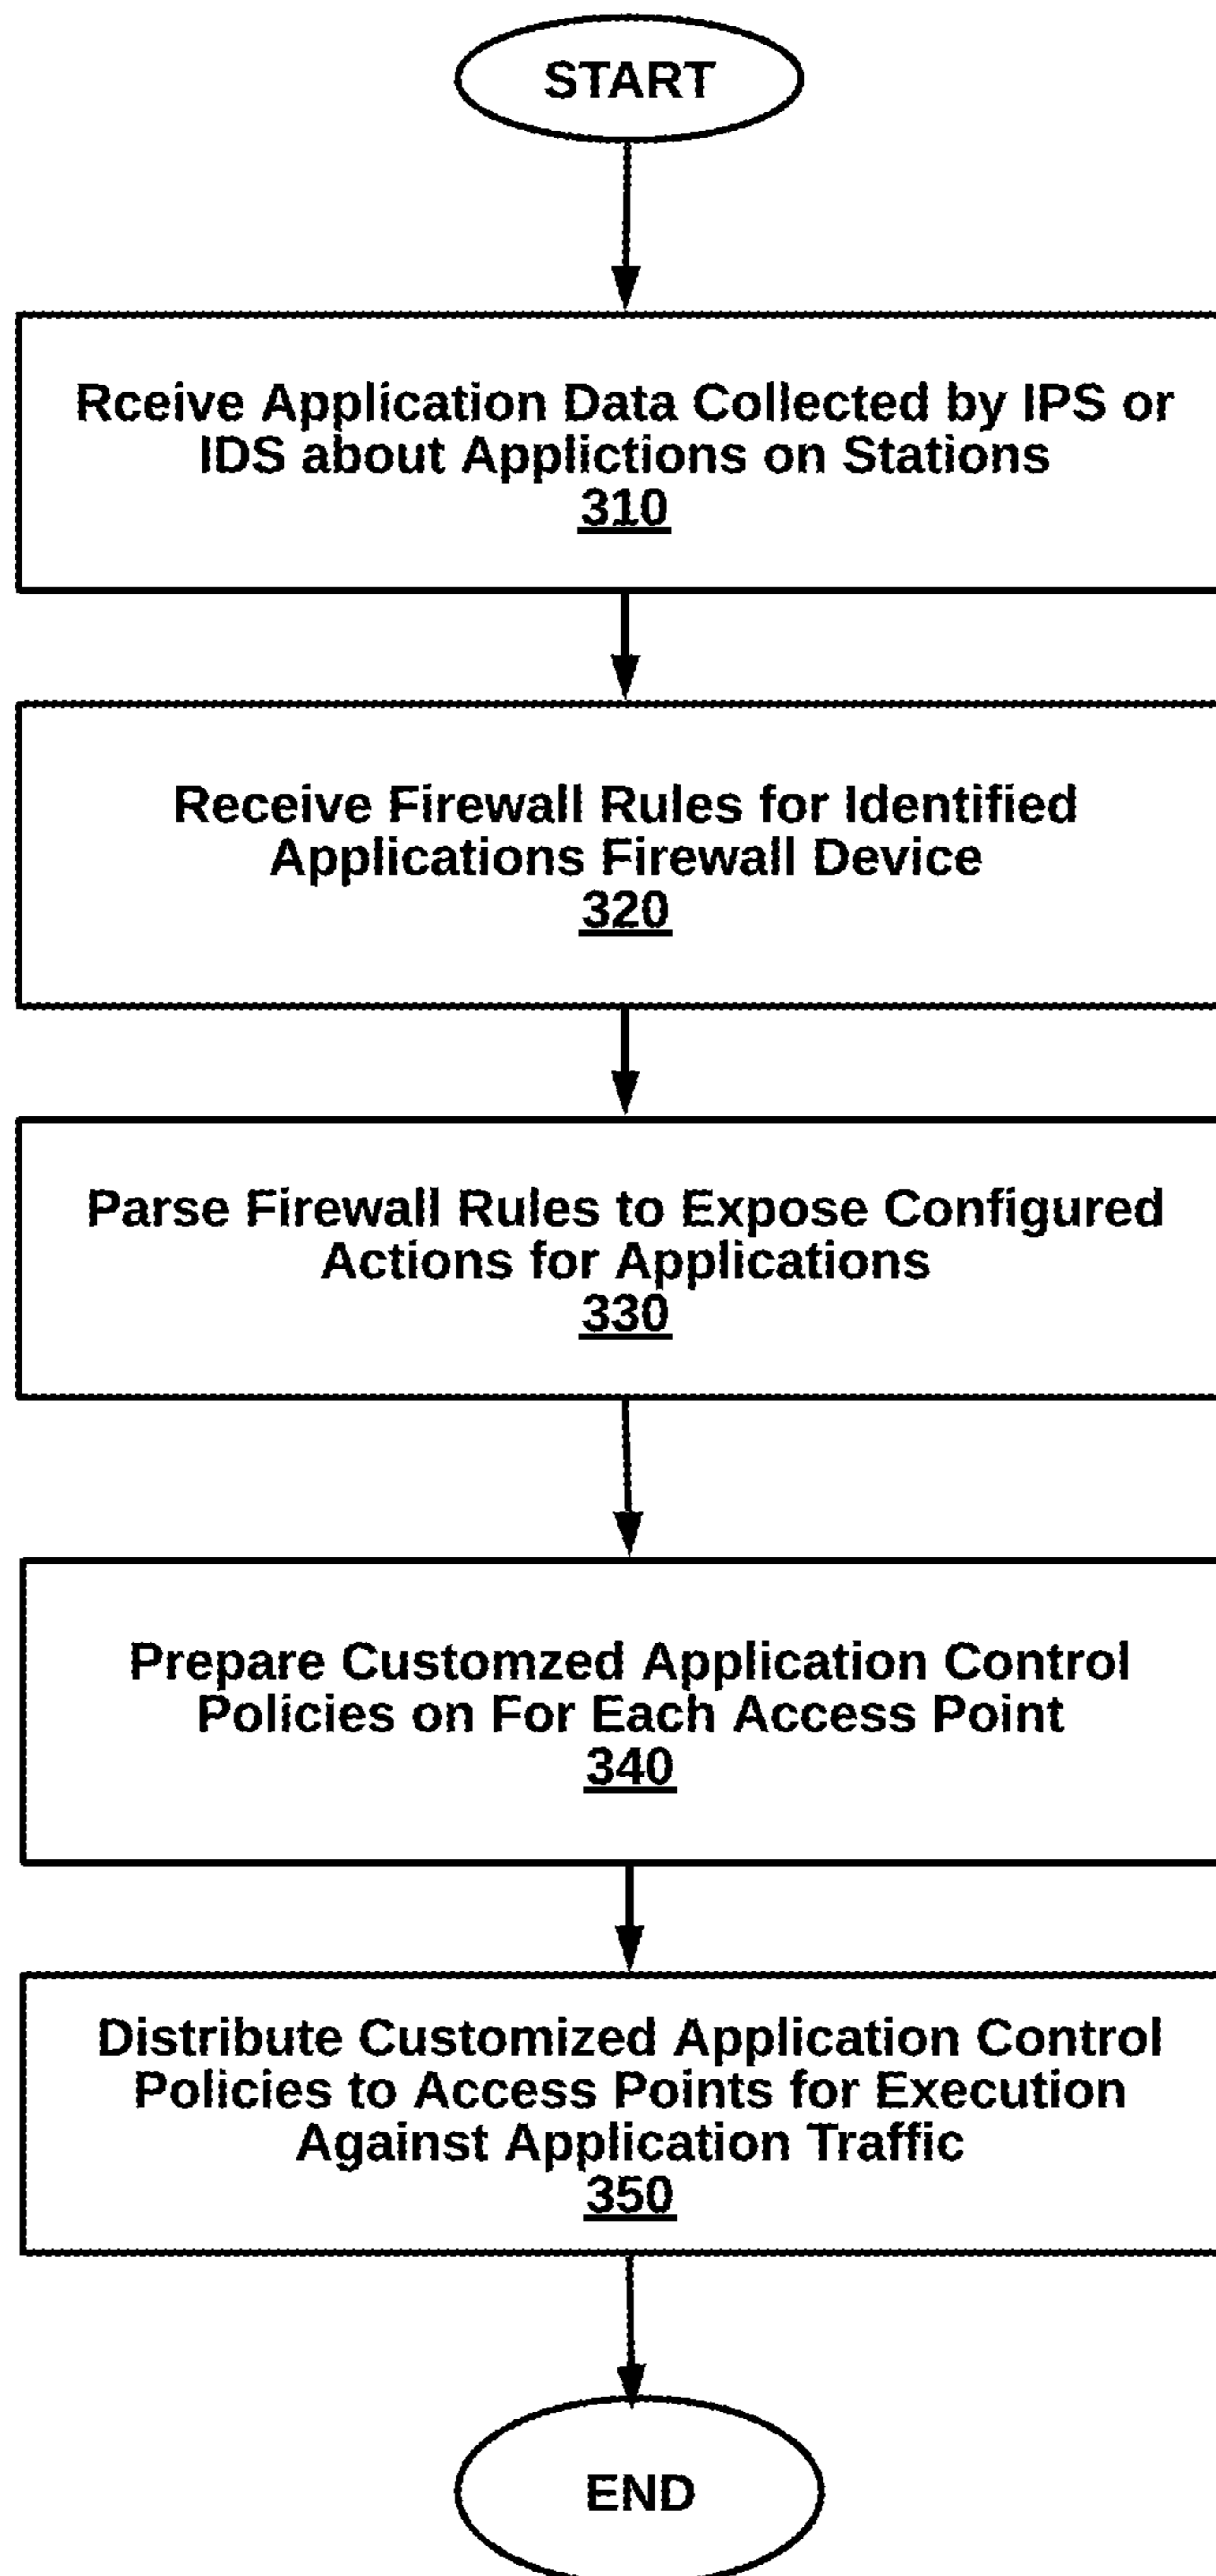 START
Rceive Application Data Collected by IPS or
IDS about Applictions on Stations
310
Receive Firewall Rules for Identified
Applications Firewall Device
320
Parse Firewall Rules to Expose Configured
Actions for Applications
330
Prepare Customzed Application Control
Policies on For Each Access Point
340
Distribute Customized Application Control
Policies to Access Points for Execution
Against Application Traffic
350
END